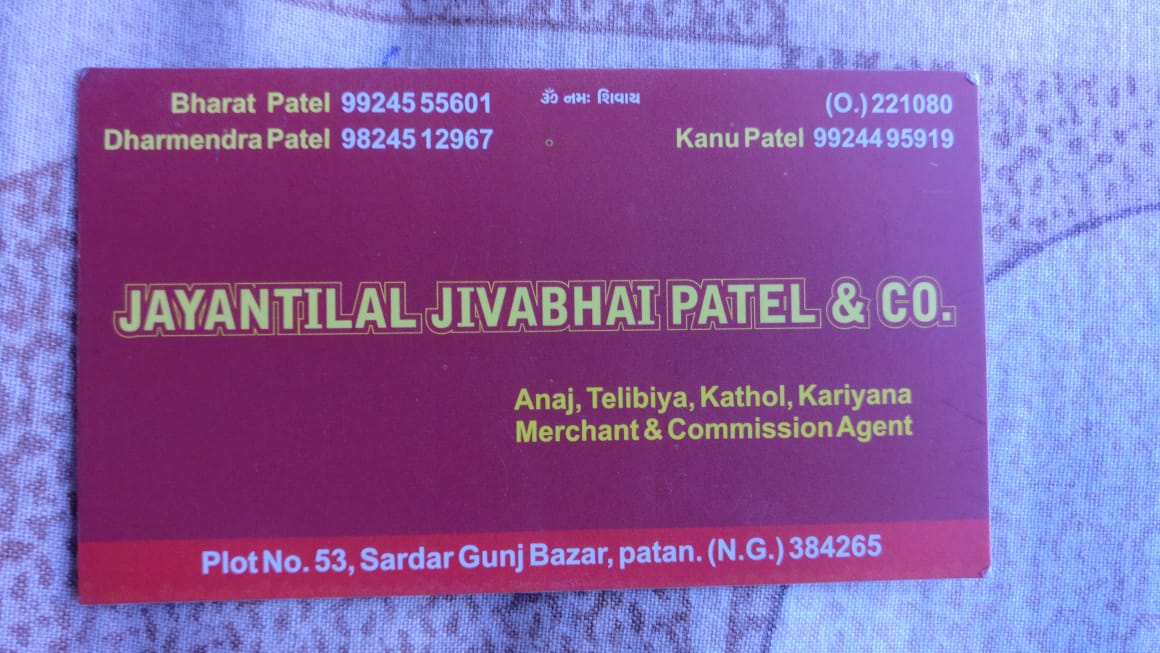 Bharat Patel 99245 55601
Dharmendra Patel 98245 12967
ૐ નમઃ શિવાય
(O.) 221080
Kanu Patel 99244 95919
JAYANTILAL JIVABHAI PATEL & CO.
Anaj, Telibiya, Kathol, Kariyana
Merchant & Commission Agent
Plot No. 53, Sardar Gunj Bazar, patan. (N.G.) 384265